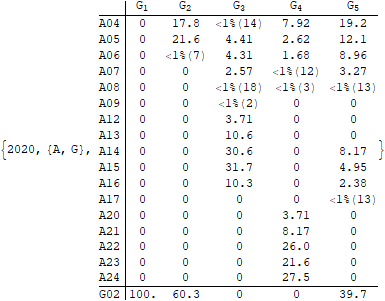 G1 G2 G3 G4 G5
A04 0 17.8 <1%(14) 7.92 19.2
A05 0 21.6 4.41 2.62 12.1
A06 0 <1%(7) 4.31 1.68 8.96
A07 0 0 2.57 <1%(12) 3.27
A08 0 0 <1%(18) <1%(3) <1%(13)
A09 0 0 <1%(2) 0 0
A12 0 0 3.71 0 0
A13 0 0 10.6 0 0
{2020, {A, G}, A14 0 0 30.6 0 8.17 }
A15 0 0 31.7 0 4.95
A16 0 0 10.3 0 2.38
A17 0 0 0 0 <1%(13)
A20 0 0 0 3.71 0
A21 0 0 0 8.17 0
A22 0 0 0 26.0 0
A23 0 0 0 21.6 0
A24 0 0 0 27.5 0
G02 100. 60.3 0 0 39.7